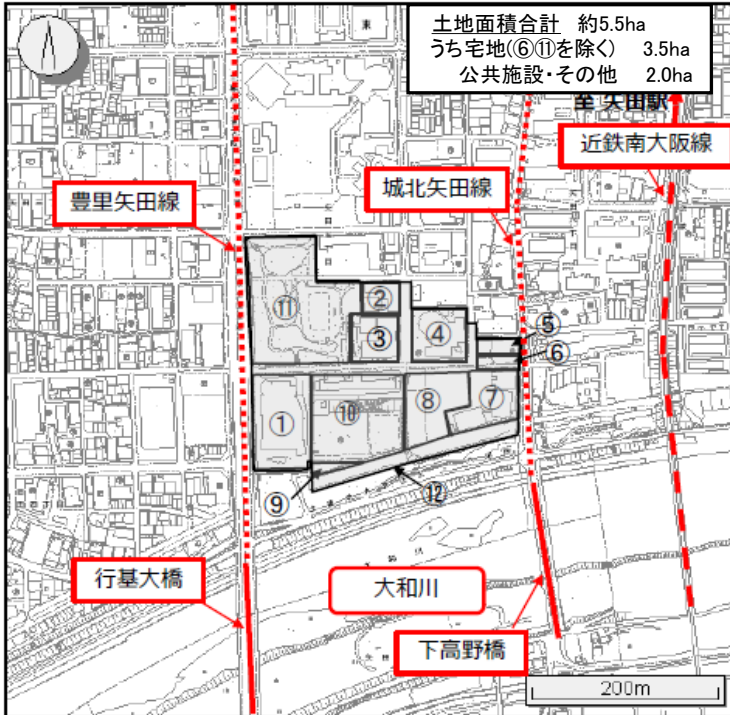 土地面積合計 約5.5ha
うち宅地(⑥⑪を除く) 3.5ha
公共施設・その他 2.0ha
東
至 矢田駅
近鉄南大阪線
城北矢田線
豊里矢田線
⑪
②
③
④
⑤
⑥
①
⑩
⑧
⑦
⑨
⑫
行基大橋
大和川
下高野橋
200m